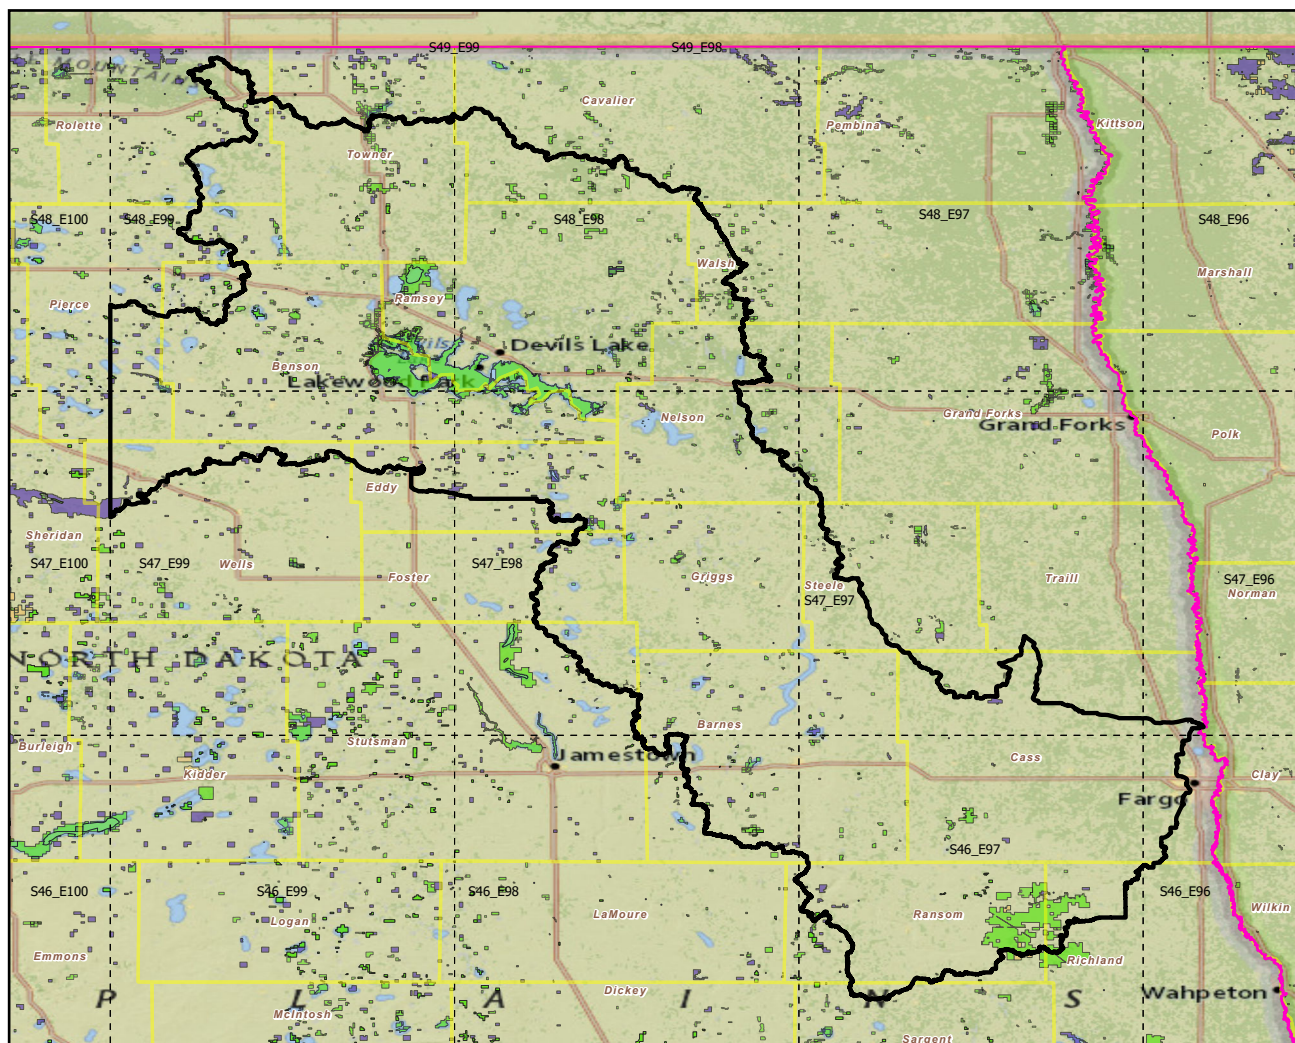 S49_E99
S49_E98
Cavalier
Rolette
Pembina
Kittson
Towner
S48_E100
S48_E99
S48_E98
S48_E97
S48_E96
Walsh
Marshall
Pierce
Ramsey
Devils Lake
Benson
Lakewood Park
Nelson
Grand Forks
Grand Forks
Polk
Eddy
Sheridan
S47_E100
S47_E99
Wells
S47_E98
Foster
Griggs
Steele
S47_E97
Traill
S47_E96
Norman
NORTH DAKOTA
Barnes
Burleigh
Stutsman
Jamestown
Kidder
Cass
Clay
Fargo
S46_E97
S46_E100
S46_E99
S46_E98
S46_E96
Logan
LaMoure
Ransom
Wilkin
Emmons
Richland
Dickey
Wahpeton
P L A I N S
McIntosh
Sargent